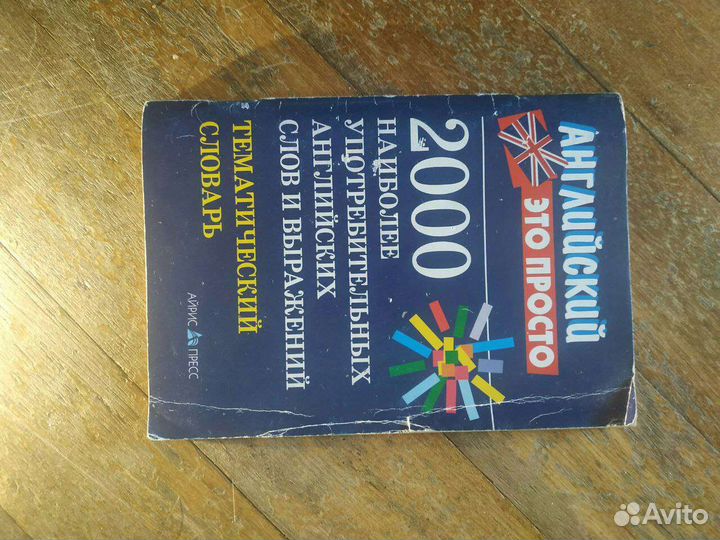 АНГЛИЙСКИЙ
ЭТО ПРОСТО
2000
НАИБОЛЕЕ
УПОТРЕБИТЕЛЬНЫХ
АНГЛИЙСКИХ
СЛОВ И ВЫРАЖЕНИЙ
ТЕМАТИЧЕСКИЙ
СЛОВАРЬ
АЙРИС ПРЕСС
Avito